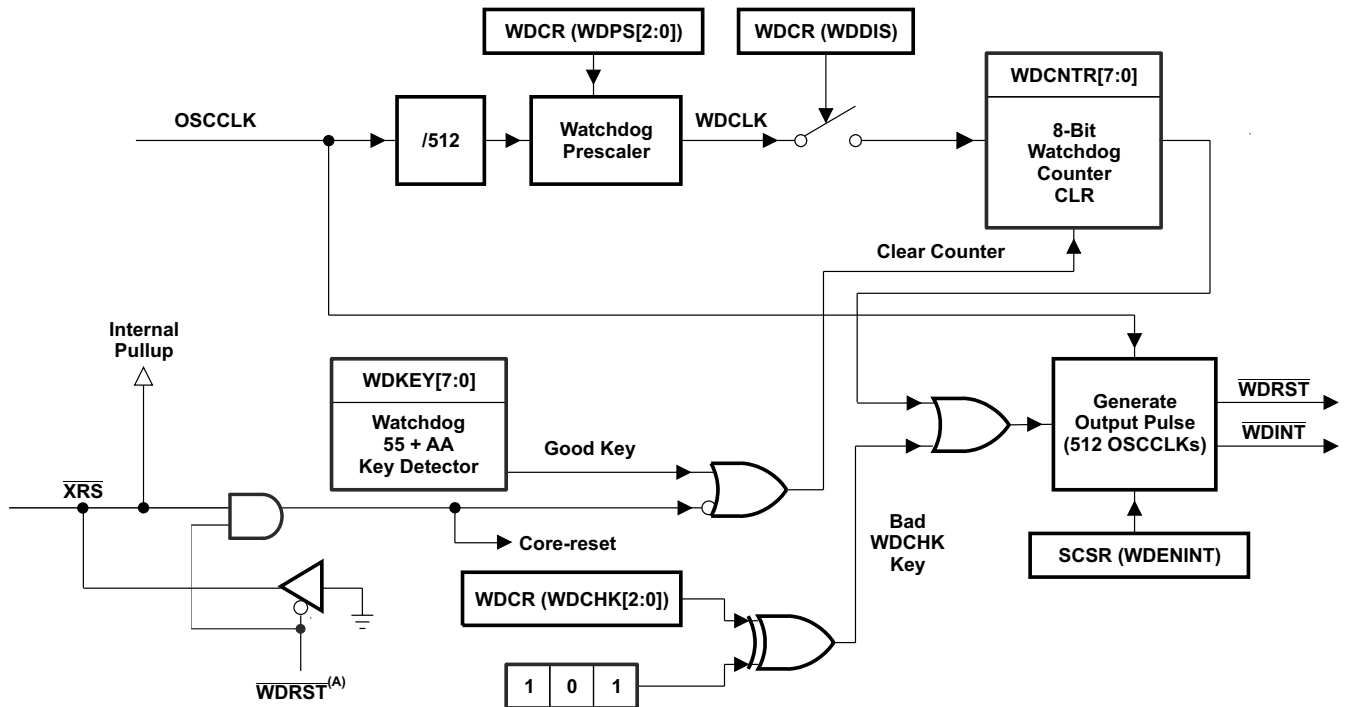 WDCR (WDPS[2:0])
WDCR (WDDIS)
WDCNTR[7:0]
OSCCLK
/512
Watchdog
Prescaler
WDCLK
8-Bit
Watchdog
Counter
CLR
Clear Counter
Internal
Pullup
WDKEY[7:0]
Watchdog
55 + AA
Key Detector
Good Key
Generate
Output Pulse
(512 OSCCLKs)
WDRST
WDINT
XRS
Core-reset
Bad
WDCHK
Key
SCSR (WDENINT)
WDCR (WDCHK[2:0])
WDRST(A)
1 0 1